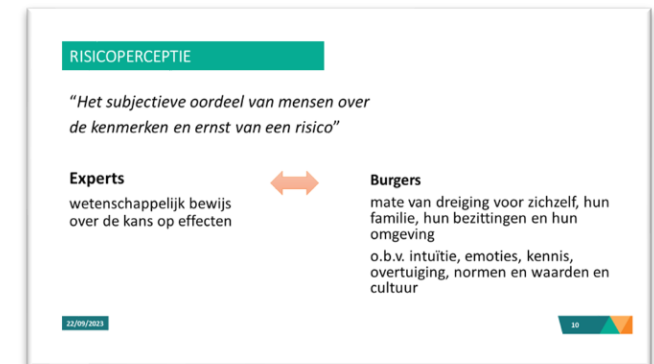 RISICOPERCEPTIE
“Het subjectieve oordeel van mensen over
de kenmerken en ernst van een risico”
Experts
wetenschappelijk bewijs
over de kans op effecten
Burgers
mate van dreiging voor zichzelf, hun
familie, hun bezittingen en hun
omgeving
o.b.v. intuïtie, emoties, kennis,
overtuiging, normen en waarden en
cultuur
22/09/2023
10